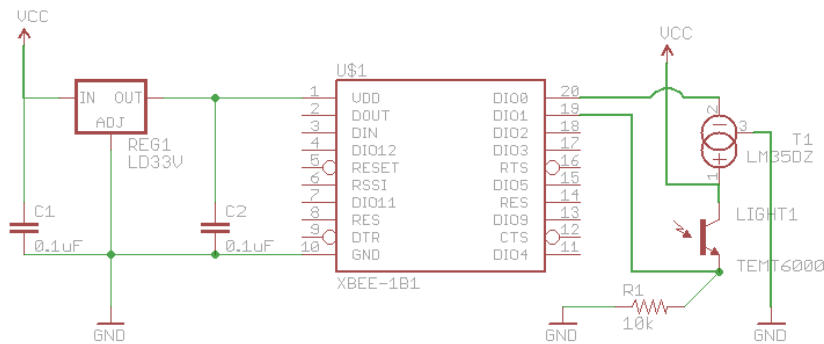 VCC
IN OUT
ADJ
REG1
LD33V
C1
0.1uF
C2
0.1uF
GND
U$1
1 VDD DIO0 20
2 DOUT DIO1 19
3 DIN DIO2 18
4 DIO12 DIO3 17
5 RESET RTS 16
6 RSSI DIO5 15
7 DIO11 RES 14
8 RES DIO9 13
9 DTR CTS 12
10 GND DIO4 11
XBEE-1B1
VCC
2
3
1
T1
LM35DZ
LIGHT1
TEMT6000
R1
10k
GND
GND